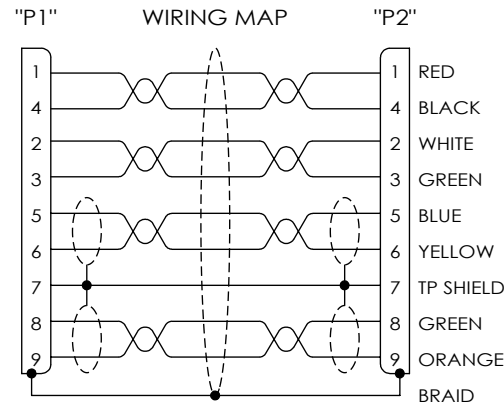 "P1" WIRING MAP "P2"
1 1 RED
4 4 BLACK
2 2 WHITE
3 3 GREEN
5 5 BLUE
6 6 YELLOW
7 7 TP SHIELD
8 8 GREEN
9 9 ORANGE
BRAID